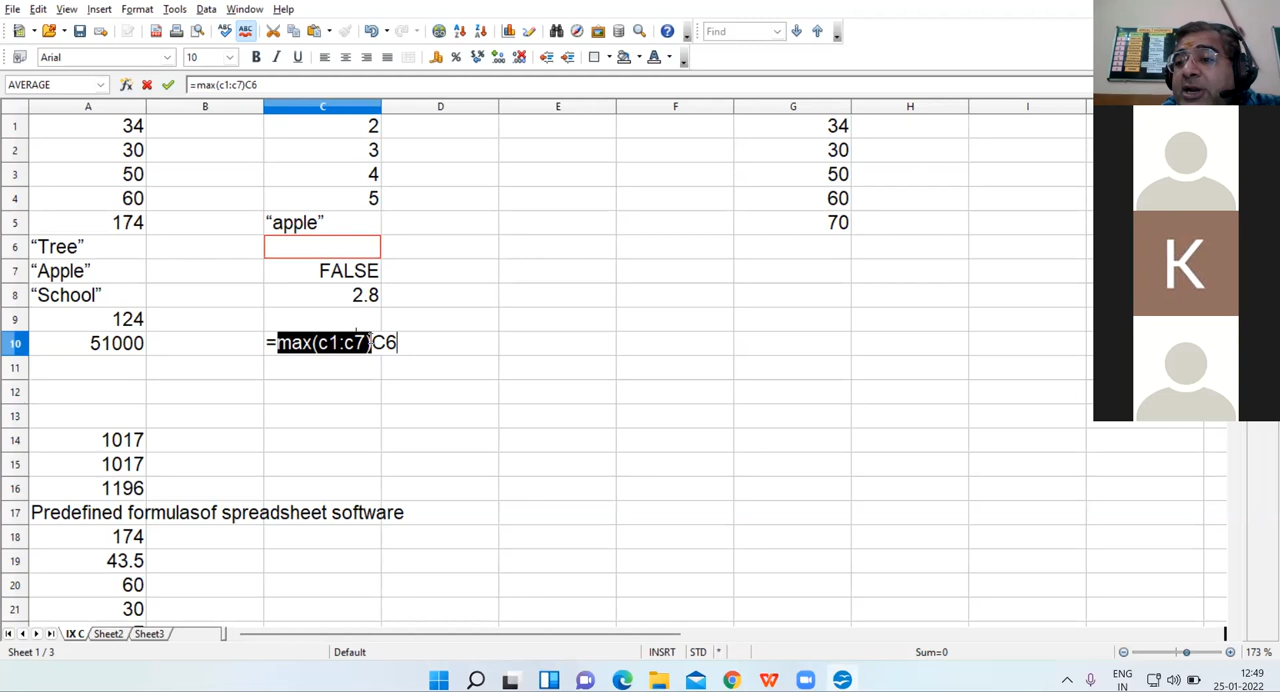 File Edit View Insert Format Tools Data Window Help
Find
Arial 10 B I U
AVERAGE =max(c1:c7)C6
A B C D E F G H I
1 34 2 34
2 30 3 30
3 50 4 50
4 60 5 60
5 174 “apple” 70
6 “Tree”
7 “Apple” FALSE
8 “School” 2.8
9 124
10 51000 =max(c1:c7)C6
11
12
13
14 1017
15 1017
16 1196
17 Predefined formulasof spreadsheet software
18 174
19 43.5
20 60
21 30
K
IX C Sheet2 Sheet3
Sheet 1 / 3 Default INSRT STD * Sum=0 173 %
ENG 12:49
IN 25-01-2022